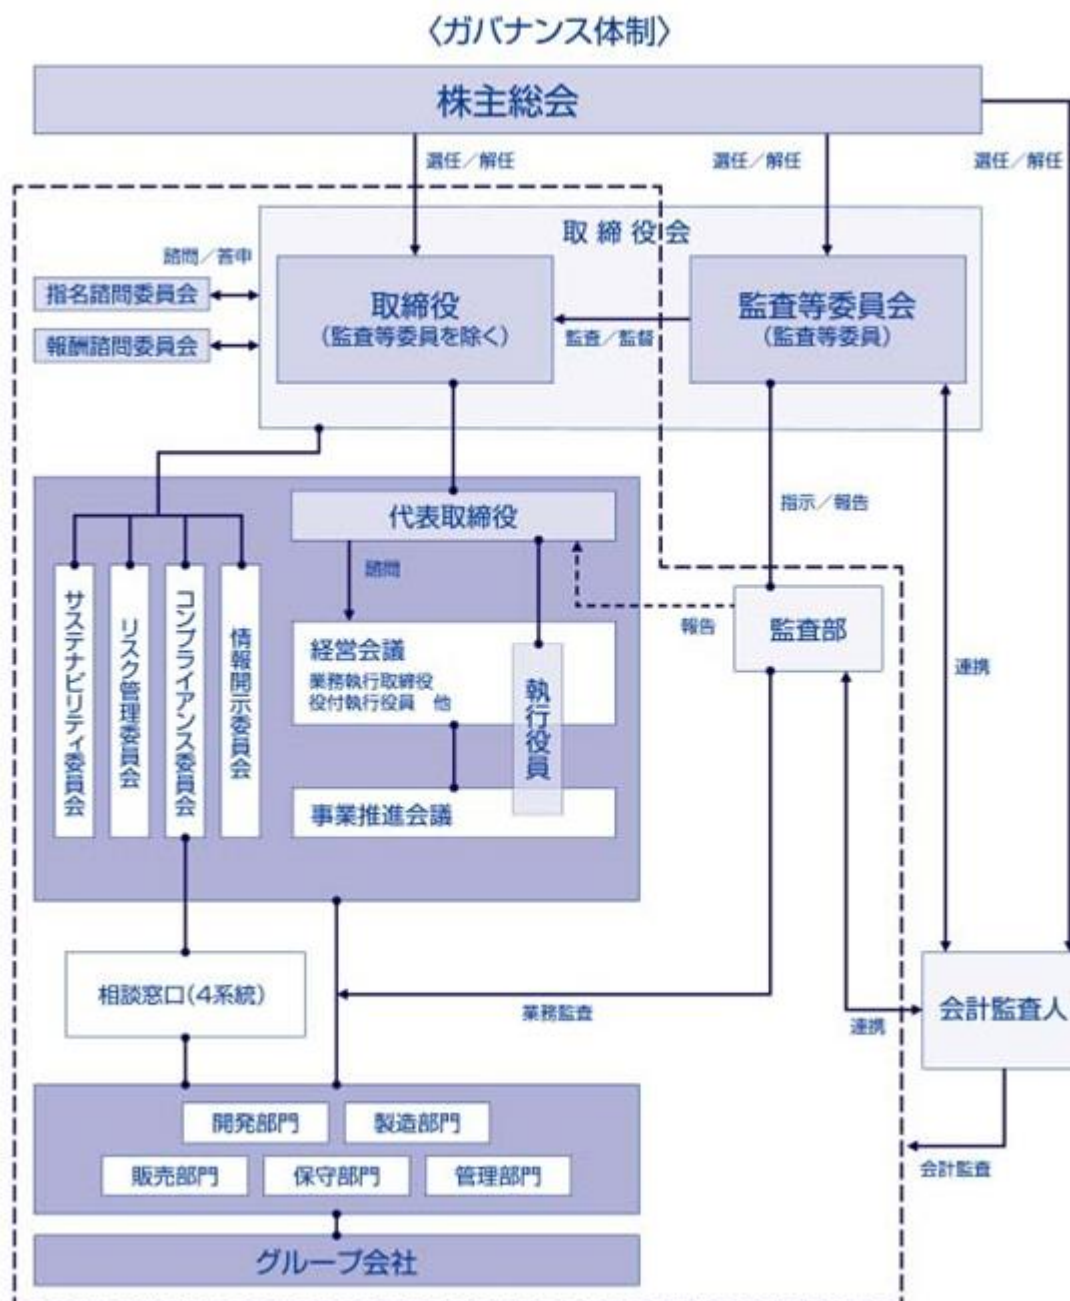 〈ガバナンス体制〉
株主総会
選任／解任
選任／解任
選任／解任
取締役会
諮問／答申
指名諮問委員会
報酬諮問委員会
取締役
（監査等委員を除く）
監査／監督
監査等委員会
（監査等委員）
指示／報告
代表取締役
諮問
報告
監査部
連携
サステナビリティ委員会
リスク管理委員会
コンプライアンス委員会
情報開示委員会
経営会議
業務執行取締役
役付執行役員　他
執行役員
事業推進会議
相談窓口（4系統）
業務監査
連携
会計監査人
会計監査
開発部門
製造部門
販売部門
保守部門
管理部門
グループ会社